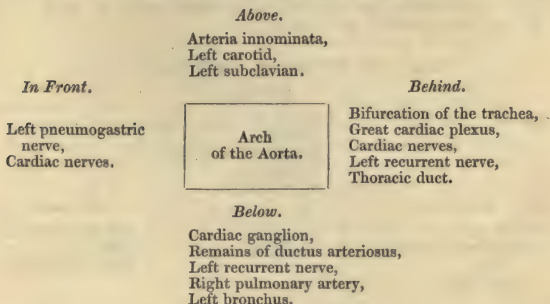 Above.
Arteria innominata,
Left carotid,
Left subclavian.
In Front.
Left pneumogastric
nerve,
Cardiac nerves.
Arch
of the Aorta.
Behind.
Bifurcation of the trachea,
Great cardiac plexus,
Cardiac nerves,
Left recurrent nerve,
Thoracic duct.
Below.
Cardiac ganglion,
Remains of ductus arteriosus,
Left recurrent nerve,
Right pulmonary artery,
Left bronchus.